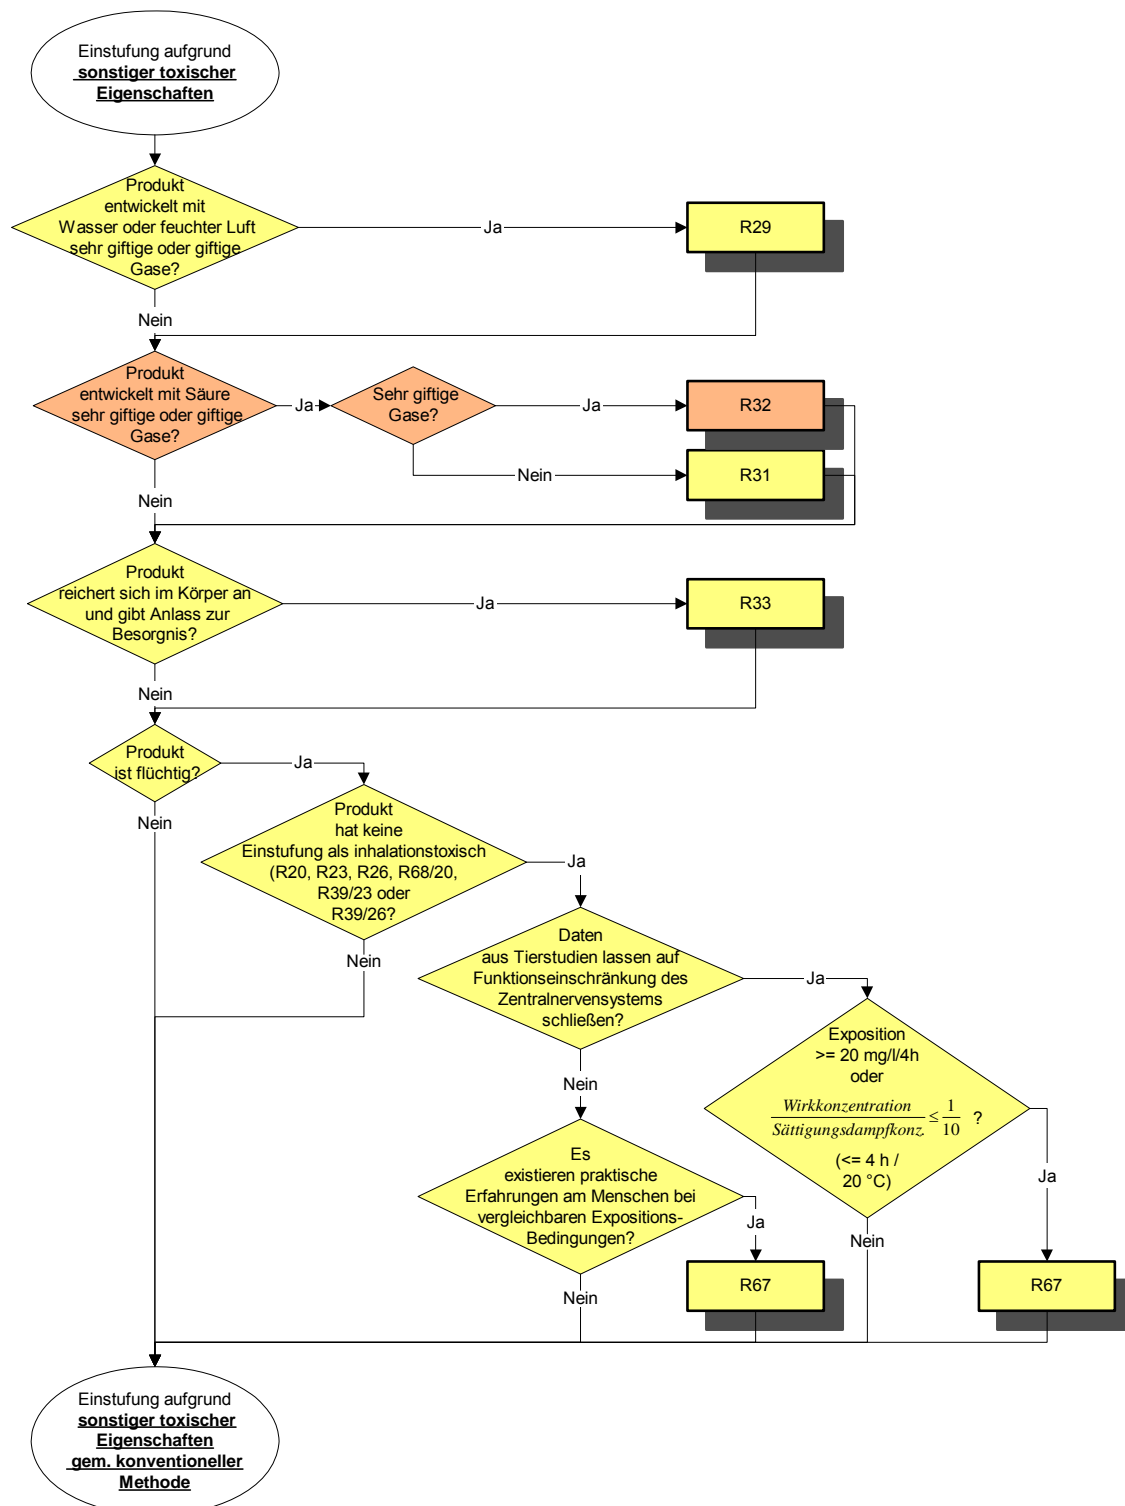 Einstufung aufgrund
sonstiger toxischer
Eigenschaften
Produkt
entwickelt mit
Wasser oder feuchter Luft
sehr giftige oder giftige
Gase?
Ja
R29
Nein
Produkt
entwickelt mit Säure
sehr giftige oder giftige
Gase?
Ja
Sehr giftige
Gase?
Ja
R32
Nein
R31
Nein
Produkt
reichert sich im Körper an
und gibt Anlass zur
Besorgnis?
Ja
R33
Nein
Produkt
ist flüchtig?
Ja
Nein
Produkt
hat keine
Einstufung als inhalationstoxisch
(R20, R23, R26, R68/20,
R39/23 oder
R39/26?
Ja
Nein
Daten
aus Tierstudien lassen auf
Funktionseinschränkung des
Zentralnervensystems
schließen?
Ja
Nein
Exposition
>= 20 mg/l/4h
oder
Wirkkonzentration / Sättigungsdampfkonz. ≤ 1/10 ?
(<= 4 h /
20 °C)
Ja
Nein
Es
existieren praktische
Erfahrungen am Menschen bei
vergleichbaren Expositions-
Bedingungen?
Ja
Nein
R67
R67
Einstufung aufgrund
sonstiger toxischer
Eigenschaften
gem. konventioneller
Methode